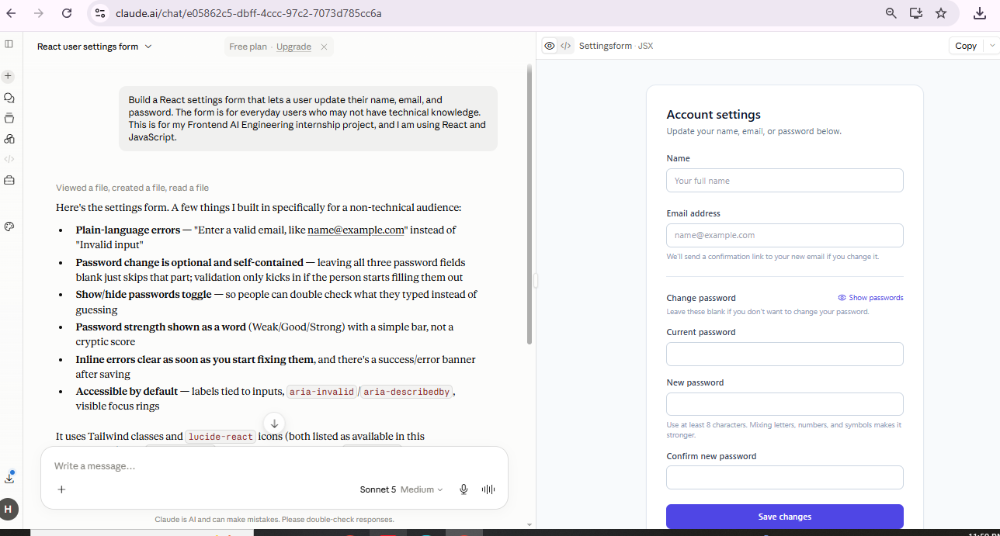 claude.ai/chat/e05862c5-dbff-4ccc-97c2-7073d785cc6a
React user settings form
Free plan · Upgrade
Build a React settings form that lets a user update their name, email, and
password. The form is for everyday users who may not have technical knowledge.
This is for my Frontend AI Engineering internship project, and I am using React and
JavaScript.
Viewed a file, created a file, read a file
Here's the settings form. A few things I built in specifically for a non-technical audience:
• Plain-language errors — "Enter a valid email, like name@example.com" instead of
"Invalid input"
• Password change is optional and self-contained — leaving all three password fields
blank just skips that part; validation only kicks in if the person starts filling them out
• Show/hide passwords toggle — so people can double check what they typed instead of
guessing
• Password strength shown as a word (Weak/Good/Strong) with a simple bar, not a
cryptic score
• Inline errors clear as soon as you start fixing them, and there's a success/error banner
after saving
• Accessible by default — labels tied to inputs, aria-invalid/aria-describedby,
visible focus rings
It uses Tailwind classes and lucide-react icons (both listed as available in this
Write a message...
Sonnet 5 Medium
Claude is AI and can make mistakes. Please double-check responses.
H
Settingsform · JSX
Copy
Account settings
Update your name, email, or password below.
Name
Your full name
Email address
name@example.com
We'll send a confirmation link to your new email if you change it.
Change password
Show passwords
Leave these blank if you don't want to change your password.
Current password
New password
Use at least 8 characters. Mixing letters, numbers, and symbols makes it
stronger.
Confirm new password
Save changes